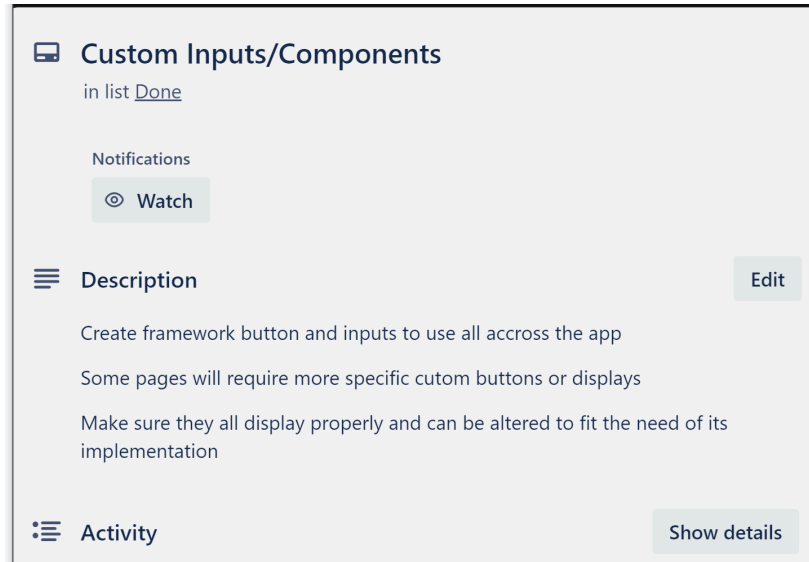 Custom Inputs/Components
in list Done
Notifications
Watch
Description
Edit
Create framework button and inputs to use all accross the app
Some pages will require more specific cutom buttons or displays
Make sure they all display properly and can be altered to fit the need of its
implementation
Activity
Show details